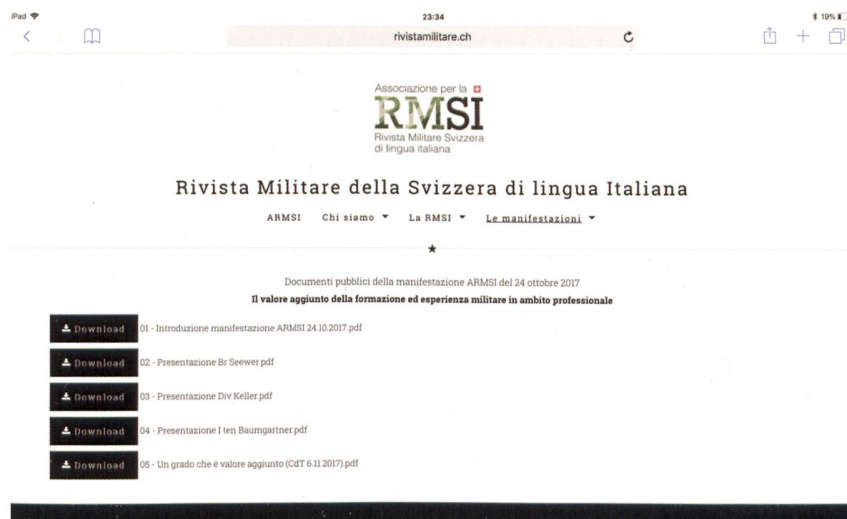 iPad
23:34
19%
rivistamilitare.ch
Associazione per la
RMSI
Rivista Militare Svizzera
di lingua italiana
Rivista Militare della Svizzera di lingua Italiana
ARMSI Chi siamo La RMSI Le manifestazioni
Documenti pubblici della manifestazione ARMSI del 24 ottobre 2017
Il valore aggiunto della formazione ed esperienza militare in ambito professionale
Download 01 - Introduzione manifestazione ARMSI 24.10.2017.pdf
Download 02 - Presentazione Br Seewer.pdf
Download 03 - Presentazione Div Keller.pdf
Download 04 - Presentazione I ten Baumgartner.pdf
Download 05 - Un grado che é valore aggiunto (CdT 6.11.2017).pdf